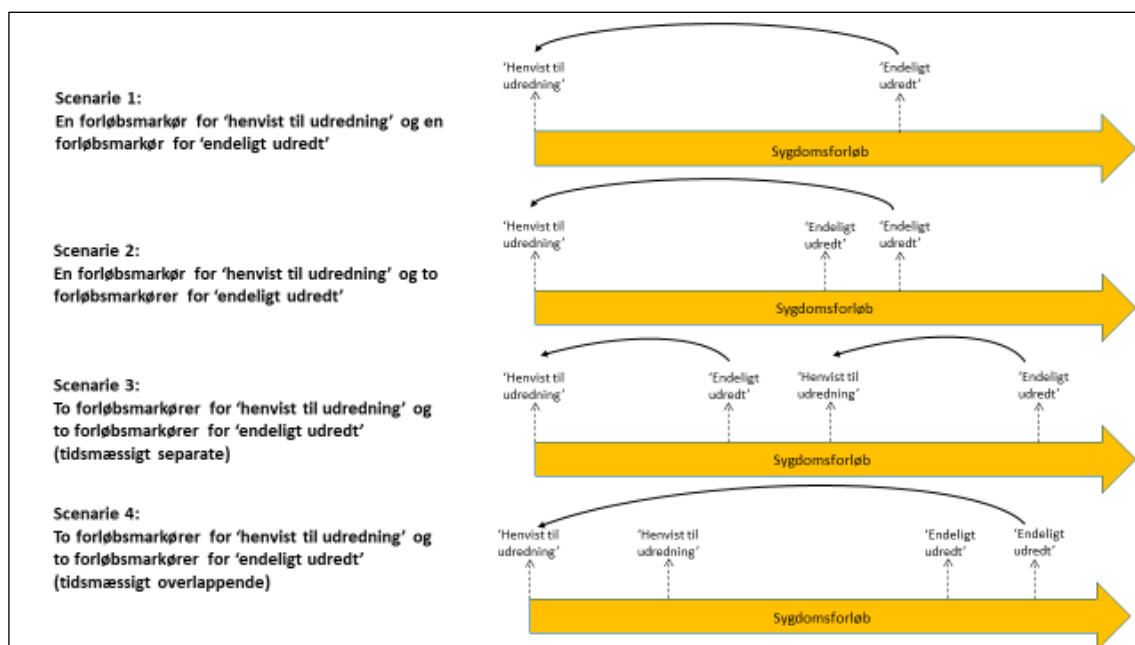 ‘Henvist til
udredning’
‘Endeligt
udredt’
Scenarie 1:
En forløbsmarkør for ‘henvist til udredning’ og en
forløbsmarkør for ‘endeligt udredt’
Sygdomsforløb
‘Henvist til
udredning’
‘Endeligt
udredt’
‘Endeligt
udredt’
Scenarie 2:
En forløbsmarkør for ‘henvist til udredning’ og to
forløbsmarkører for ‘endeligt udredt’
Sygdomsforløb
‘Henvist til
udredning’
‘Endeligt
udredt’
‘Henvist til
udredning’
‘Endeligt
udredt’
Scenarie 3:
To forløbsmarkører for ‘henvist til udredning’ og
to forløbsmarkører for ‘endeligt udredt’
(tidsmæssigt separate)
Sygdomsforløb
‘Henvist til
udredning’
‘Henvist til
udredning’
‘Endeligt
udredt’
‘Endeligt
udredt’
Scenarie 4:
To forløbsmarkører for ‘henvist til udredning’ og
to forløbsmarkører for ‘endeligt udredt’
(tidsmæssigt overlappende)
Sygdomsforløb